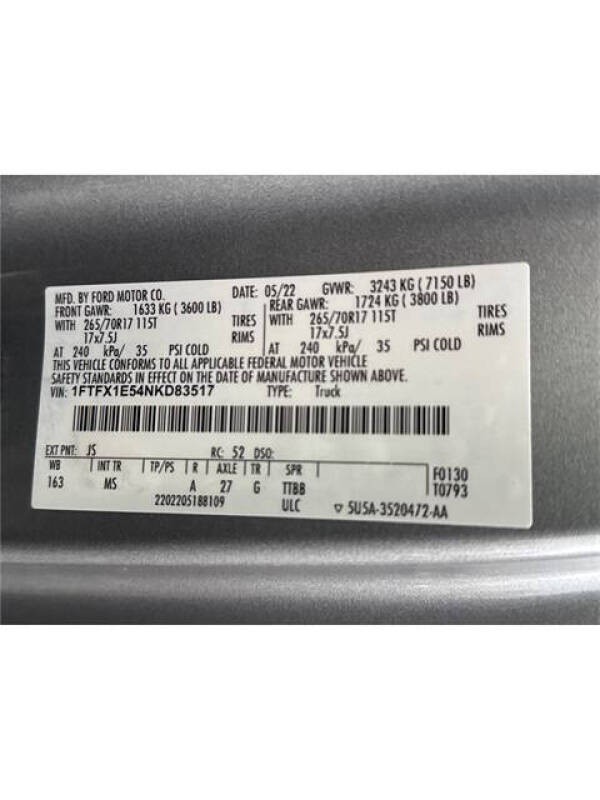 MFD. BY FORD MOTOR CO.
DATE: 05/22 GVWR: 3243 KG ( 7150 LB)
FRONT GAWR: 1633 KG ( 3600 LB) REAR GAWR: 1724 KG ( 3800 LB)
WITH 265/70R17 115T TIRES WITH 265/70R17 115T TIRES
17x7.5J RIMS 17x7.5J RIMS
AT 240 kPa/ 35 PSI COLD AT 240 kPa/ 35 PSI COLD
THIS VEHICLE CONFORMS TO ALL APPLICABLE FEDERAL MOTOR VEHICLE
SAFETY STANDARDS IN EFFECT ON THE DATE OF MANUFACTURE SHOWN ABOVE.
VIN: 1FTFX1E54NKD83517 TYPE: Truck
EXT PNT: JS RC: 52 DSO:
WB INT TR TP/PS R AXLE TR SPR F0130
163 MS A 27 G TTBB T0793
2202205188109 ULC ▽ 5U5A-3520472-AA